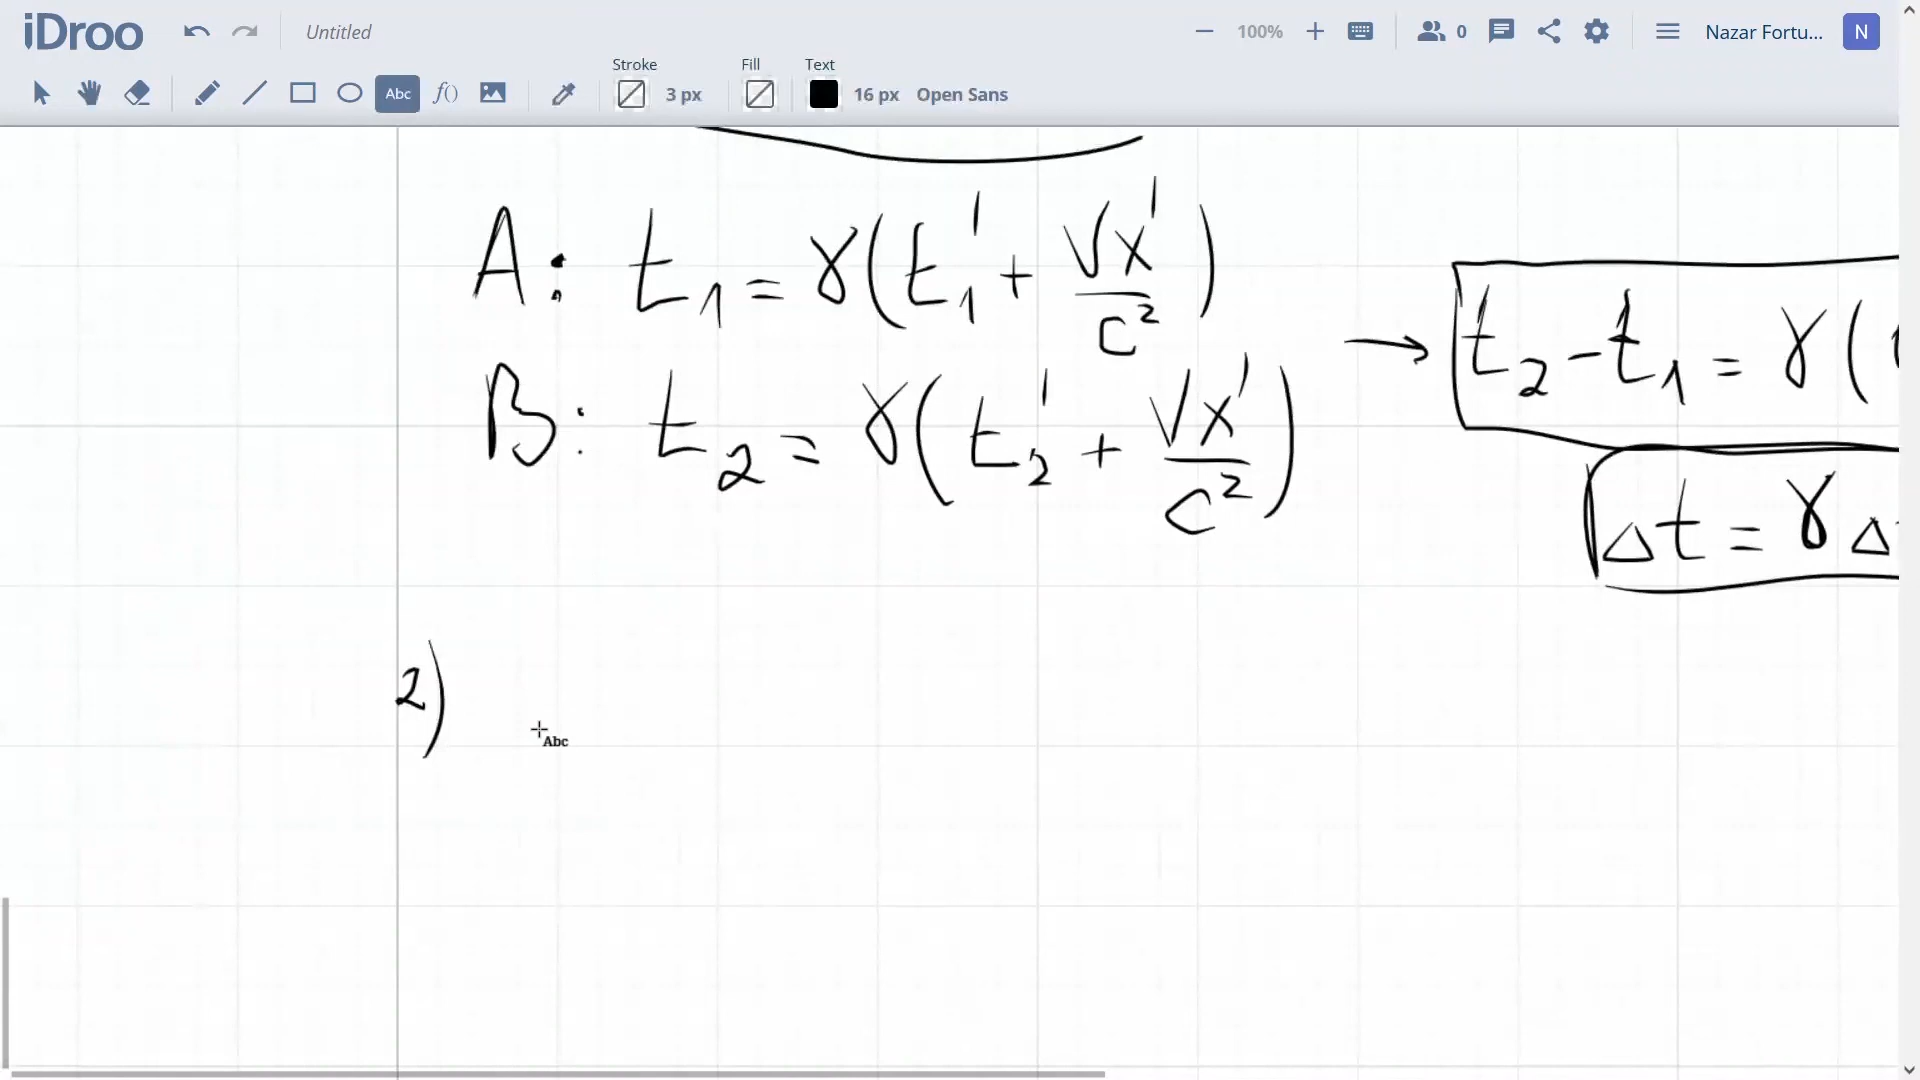 iDroo
Untitled
100%
0
Nazar Fortu...
N
Stroke
Fill
Text
Abc
f()
3 px
16 px
Open Sans
A: t₁ = γ(t₁' + Vx'/c²)
B: t₂ = γ(t₂' + Vx'/c²)
→ t₂ - t₁ = γ(
Δt = γ Δ
2)
Abc